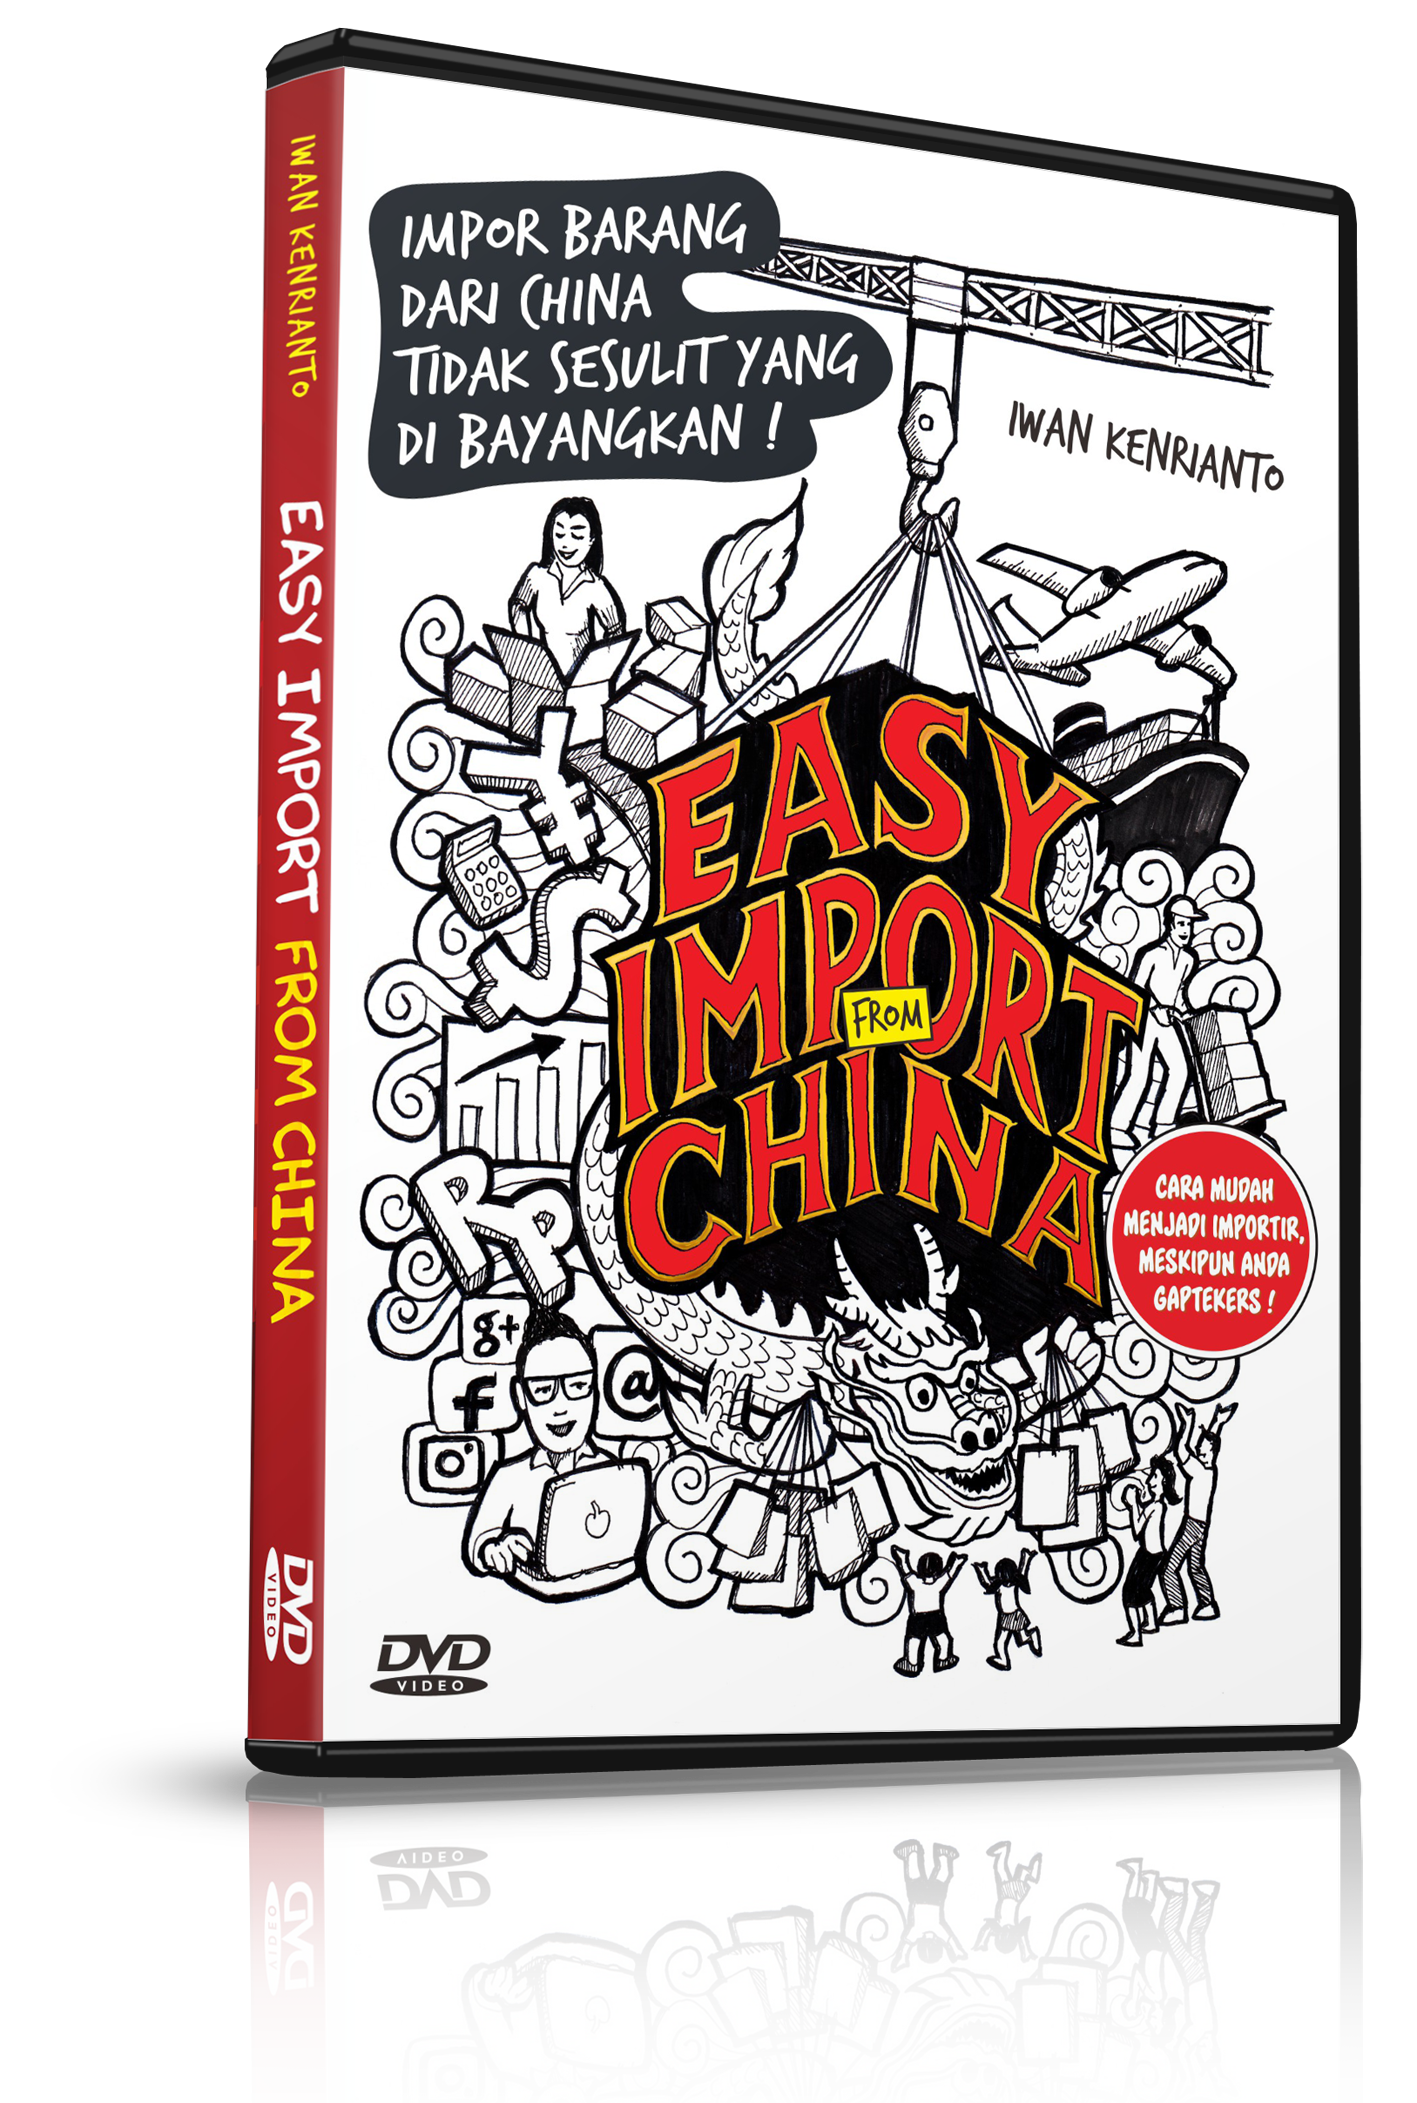 IWAN KENRIANTO
EASY IMPORT FROM CHINA
DVD
VIDEO
IMPOR BARANG
DARI CHINA
TIDAK SESULIT YANG
DI BAYANGKAN !
IWAN KENRIANTO
EASY
IMPORT
FROM
CHINA
CARA MUDAH
MENJADI IMPORTIR,
MESKIPUN ANDA
GAPTEKERS !
Rp
g+
f
@
DVD
VIDEO